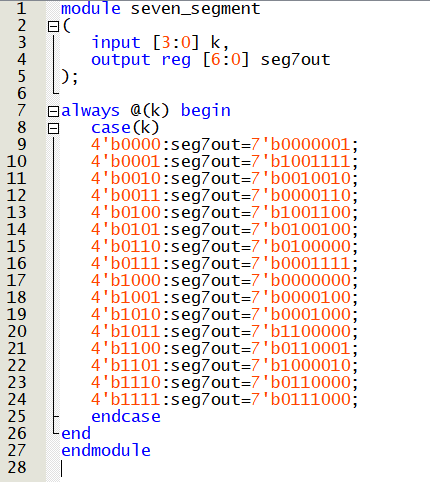 1 module seven_segment
2 (
3 input [3:0] k,
4 output reg [6:0] seg7out
5 );
6
7 always @(k) begin
8 case(k)
9 4'b0000:seg7out=7'b0000001;
10 4'b0001:seg7out=7'b1001111;
11 4'b0010:seg7out=7'b0010010;
12 4'b0011:seg7out=7'b0000110;
13 4'b0100:seg7out=7'b1001100;
14 4'b0101:seg7out=7'b0100100;
15 4'b0110:seg7out=7'b0100000;
16 4'b0111:seg7out=7'b0001111;
17 4'b1000:seg7out=7'b0000000;
18 4'b1001:seg7out=7'b0000100;
19 4'b1010:seg7out=7'b0001000;
20 4'b1011:seg7out=7'b1100000;
21 4'b1100:seg7out=7'b0110001;
22 4'b1101:seg7out=7'b1000010;
23 4'b1110:seg7out=7'b0110000;
24 4'b1111:seg7out=7'b0111000;
25 endcase
26 end
27 endmodule
28